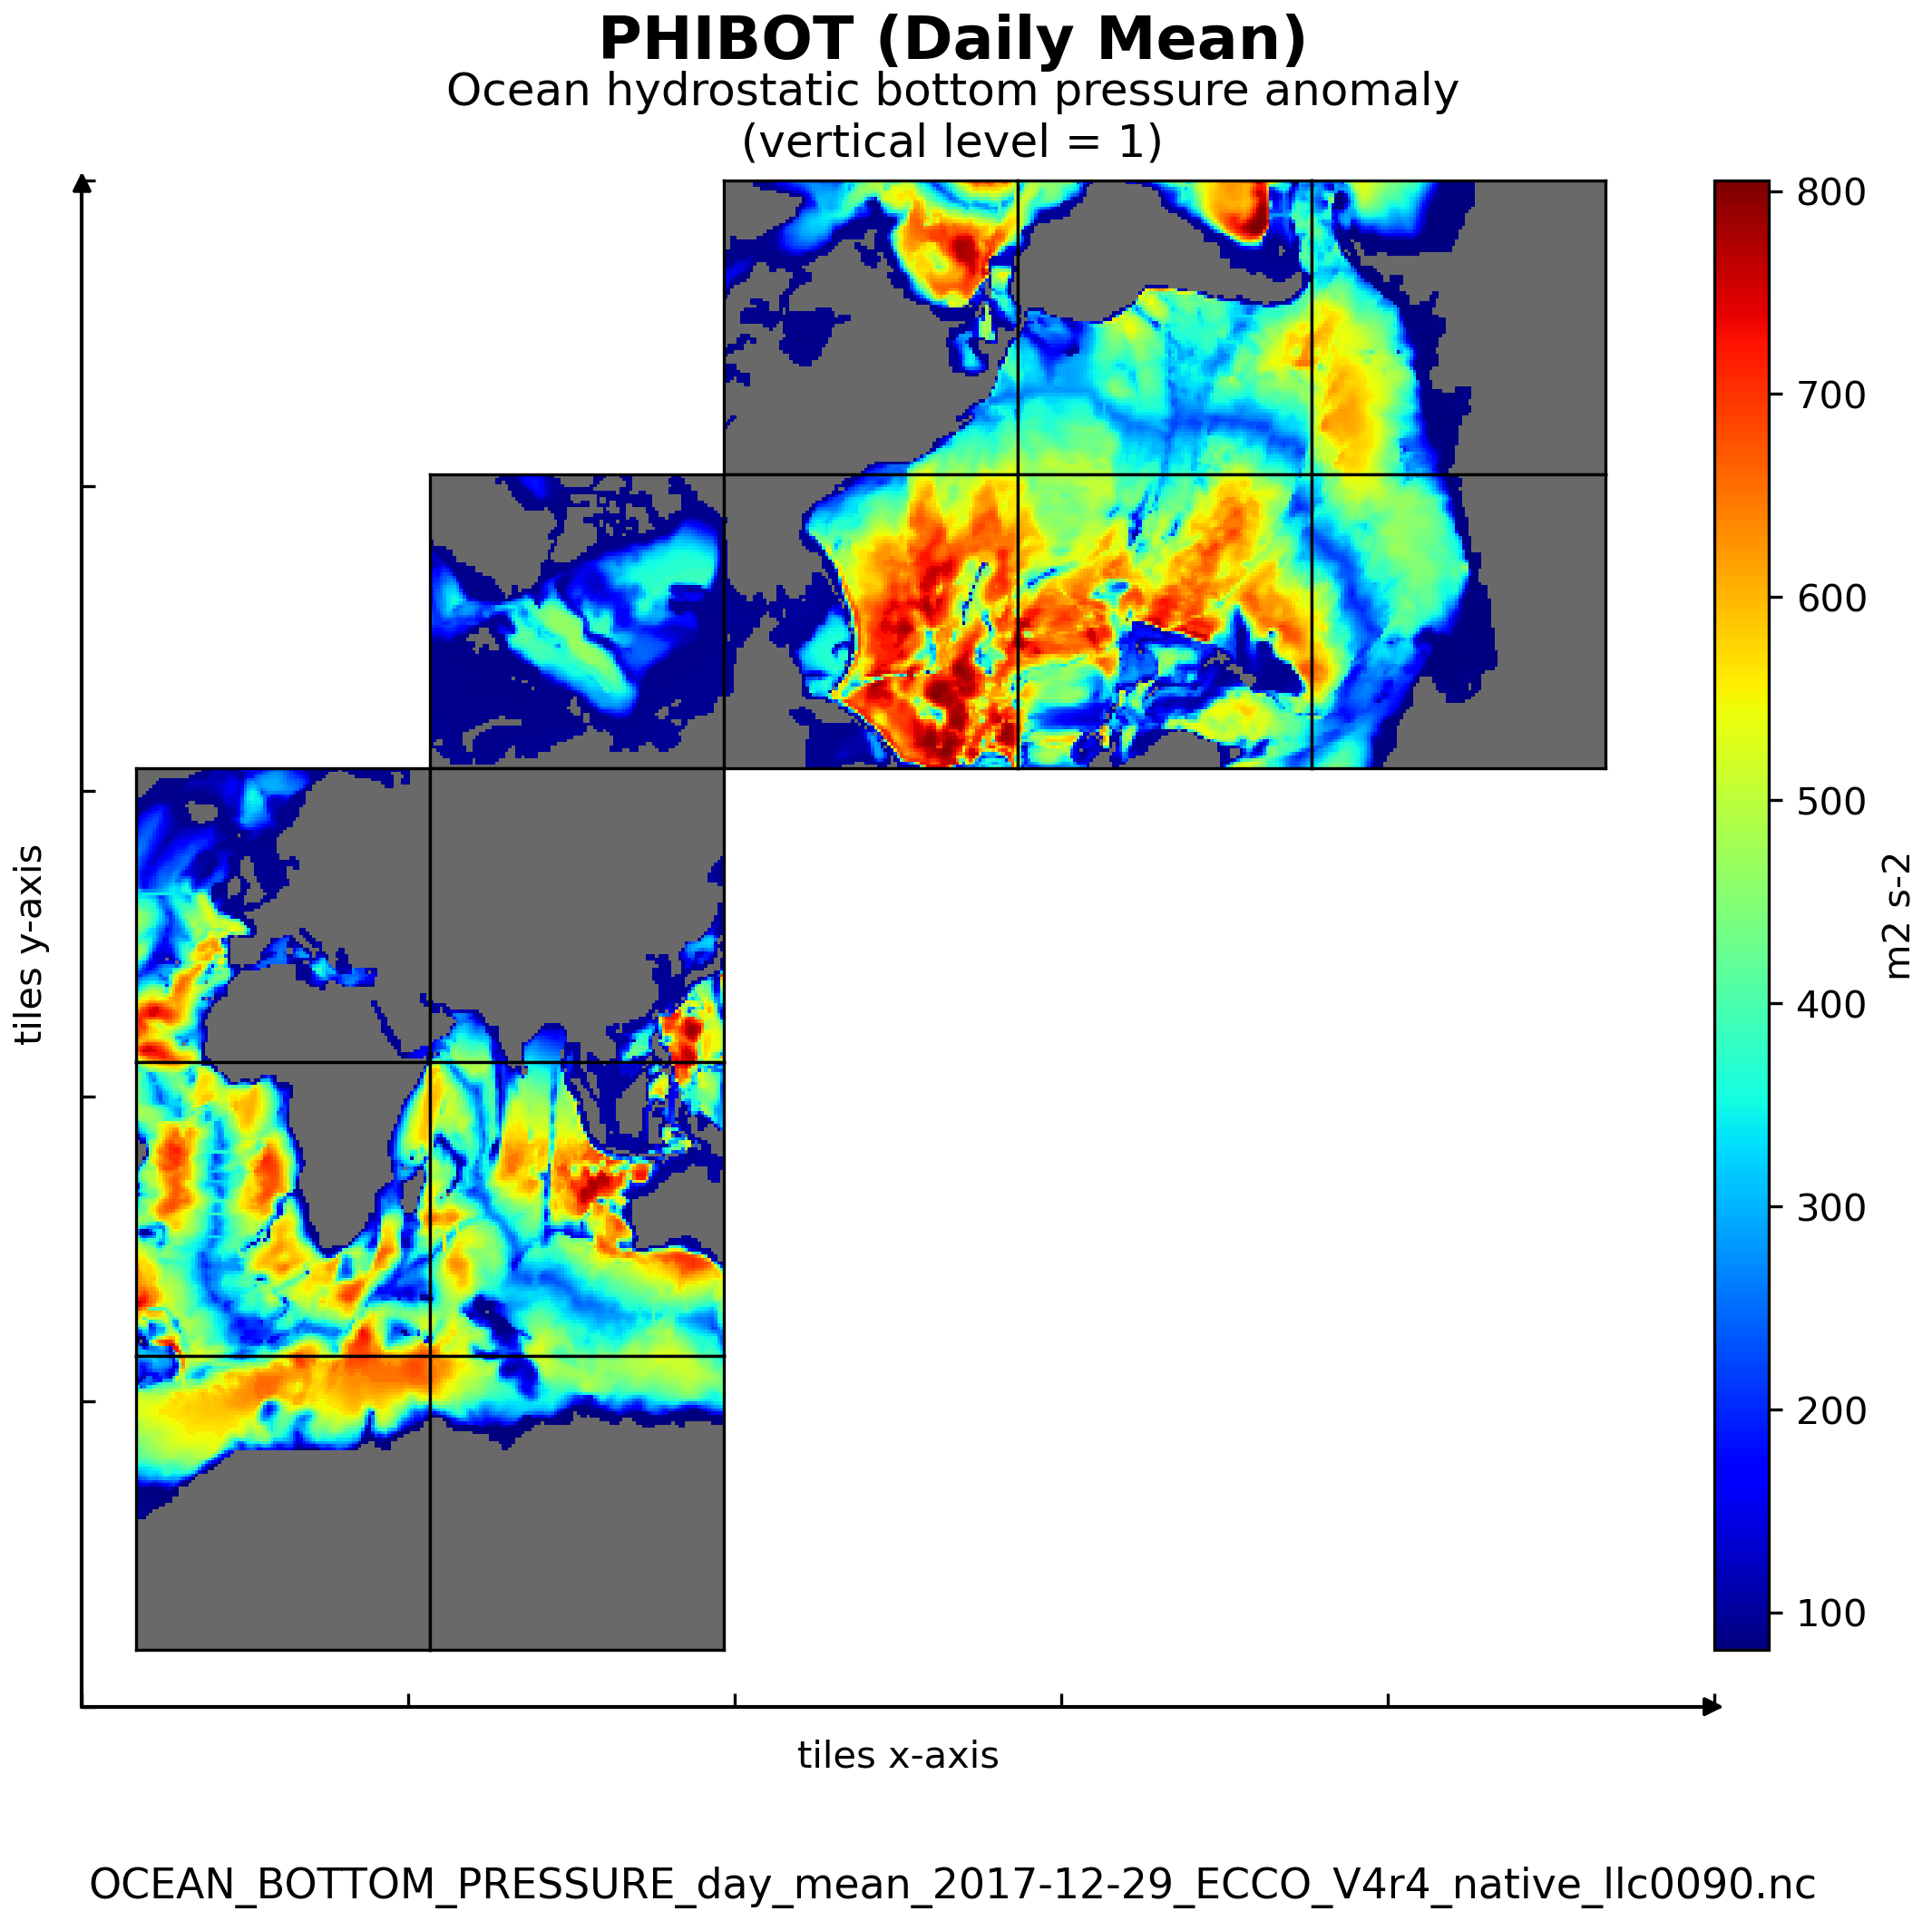 PHIBOT (Daily Mean)
Ocean hydrostatic bottom pressure anomaly
(vertical level = 1)
tiles y-axis
800
700
600
500
400
300
200
100
m2 s-2
tiles x-axis
OCEAN_BOTTOM_PRESSURE_day_mean_2017-12-29_ECCO_V4r4_native_llc0090.nc